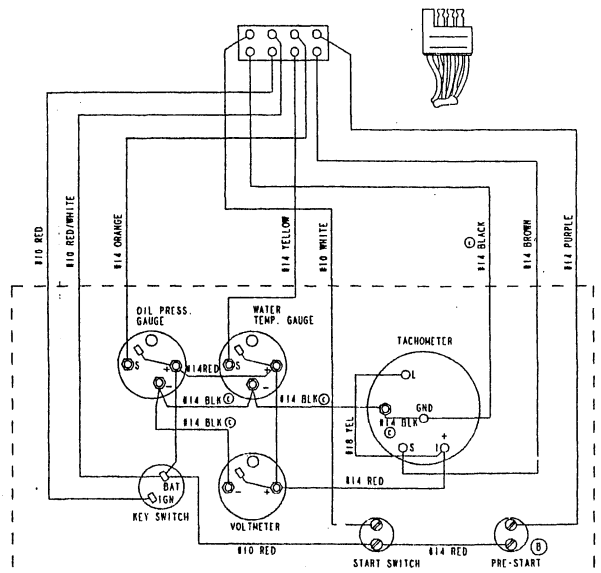 #10 RED
#10 RED/WHITE
#14 ORANGE
#14 YELLOW
#10 WHITE
C #14 BLACK
#14 BROWN
#14 PURPLE
OIL PRESS.
GAUGE
WATER
TEMP. GAUGE
TACHOMETER
S
+
-
#14RED
S
+
-
L
GND
#14 BLK C
#14 BLK C
#14 BLK C
#14 BLK
C
#18 YEL
S
I
+
#14 RED
BAT
IGN
KEY SWITCH
-
+
VOLTMETER
#10 RED
START SWITCH
#14 RED
PRE-START
B